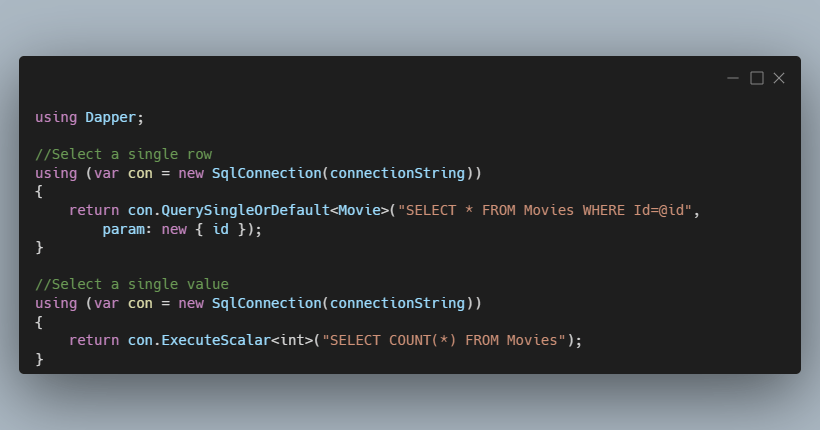 using Dapper;
//Select a single row
using (var con = new SqlConnection(connectionString))
{
    return con.QuerySingleOrDefault<Movie>("SELECT * FROM Movies WHERE Id=@id",
        param: new { id });
}
//Select a single value
using (var con = new SqlConnection(connectionString))
{
    return con.ExecuteScalar<int>("SELECT COUNT(*) FROM Movies");
}